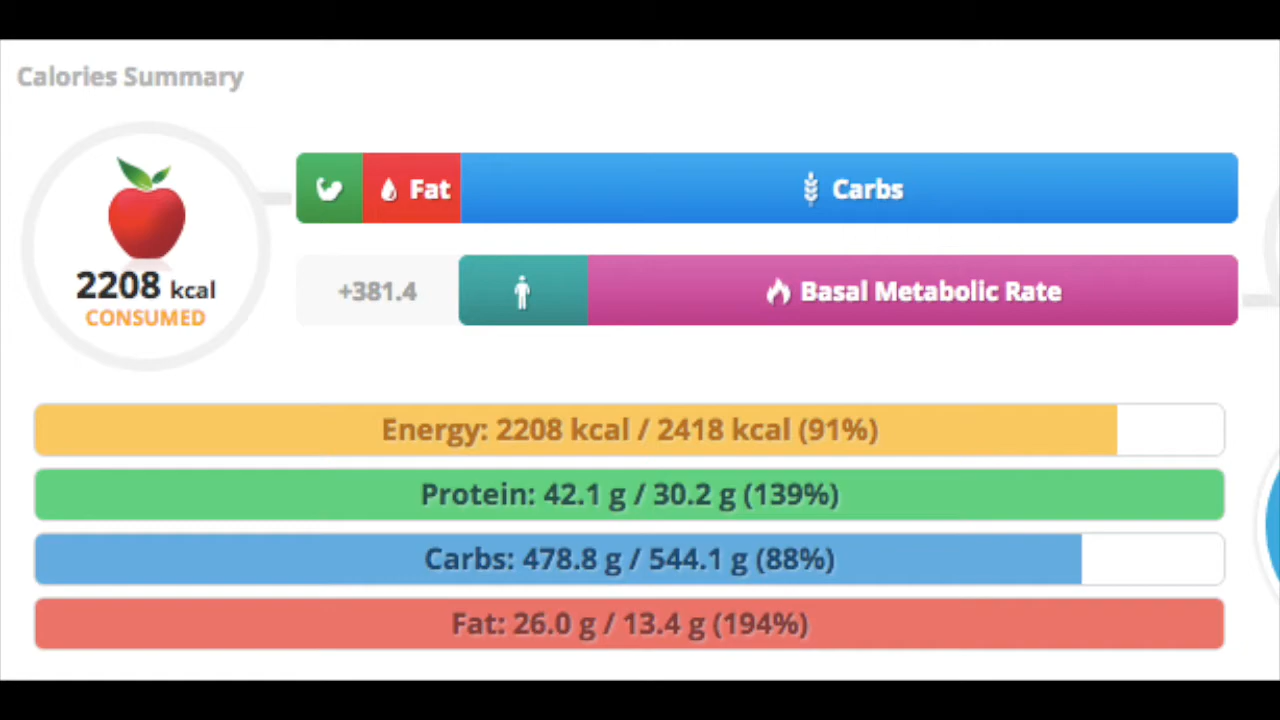 Calories Summary
Fat
Carbs
2208 kcal
CONSUMED
+381.4
Basal Metabolic Rate
Energy: 2208 kcal / 2418 kcal (91%)
Protein: 42.1 g / 30.2 g (139%)
Carbs: 478.8 g / 544.1 g (88%)
Fat: 26.0 g / 13.4 g (194%)